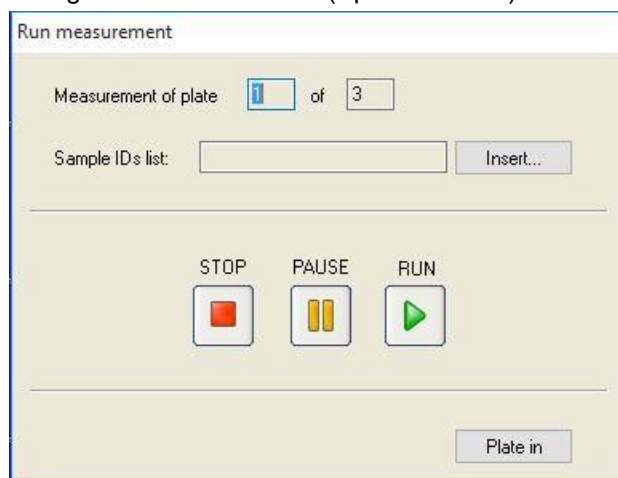 Run measurement
Measurement of plate 1 of 3
Sample IDs list: Insert...
STOP PAUSE RUN
Plate in